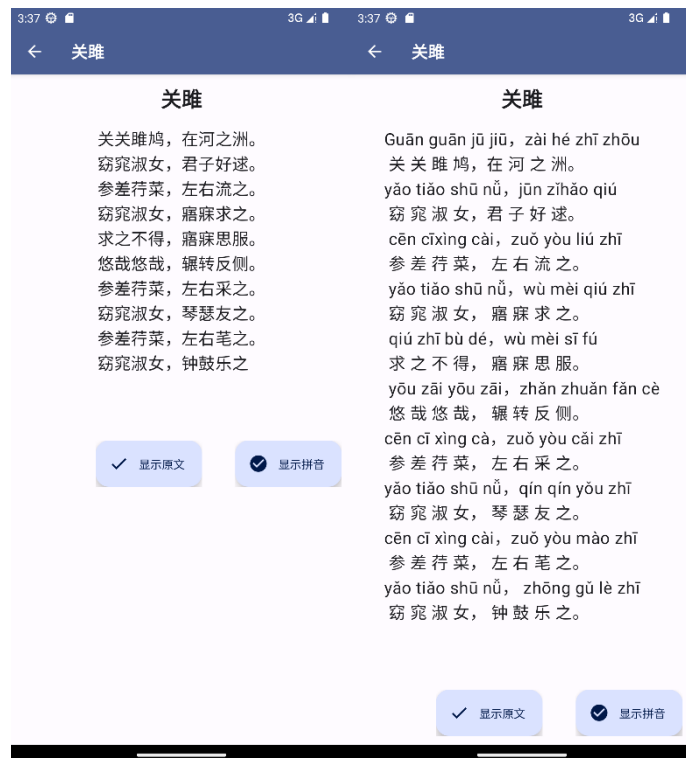 3:37
3G
关雎
关雎
关关雎鸠，在河之洲。
窈窕淑女，君子好逑。
参差荇菜，左右流之。
窈窕淑女，寤寐求之。
求之不得，寤寐思服。
悠哉悠哉，辗转反侧。
参差荇菜，左右采之。
窈窕淑女，琴瑟友之。
参差荇菜，左右芼之。
窈窕淑女，钟鼓乐之
显示原文
显示拼音
3:37
3G
关雎
关雎
Guān guān jū jiū，zài hé zhī zhōu
关 关 雎 鸠，在 河 之 洲。
yǎo tiǎo shū nǚ，jūn zǐhǎo qiú
窈 窕 淑 女，君 子 好 逑。
cēn cīxìng cài，zuǒ yòu liú zhī
参 差 荇 菜， 左 右 流 之。
yǎo tiǎo shū nǚ，wù mèi qiú zhī
窈 窕 淑 女， 寤 寐 求 之。
qiú zhī bù dé，wù mèi sī fú
求 之 不 得， 寤 寐 思 服。
yōu zāi yōu zāi，zhǎn zhuǎn fǎn cè
悠 哉 悠 哉， 辗 转 反 侧。
cēn cī xìng cà，zuǒ yòu cǎi zhī
参 差 荇 菜， 左 右 采 之。
yǎo tiǎo shū nǚ，qín qín yǒu zhī
窈 窕 淑 女， 琴 瑟 友 之。
cēn cī xìng cài，zuǒ yòu mào zhī
参 差 荇 菜， 左 右 芼 之。
yǎo tiǎo shū nǚ， zhōng gǔ lè zhī
窈 窕 淑 女， 钟 鼓 乐 之。
显示原文
显示拼音